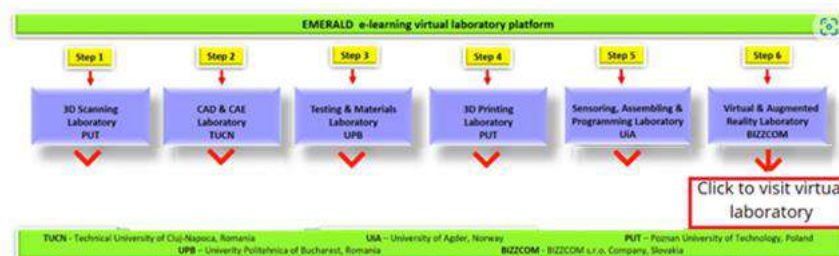 EMERALD e-learning virtual laboratory platform
Step 1
Step 2
Step 3
Step 4
Step 5
Step 6
3D Scanning
Laboratory
PUT
CAD & CAE
Laboratory
TUCN
Testing & Materials
Laboratory
UPB
3D Printing
Laboratory
PUT
Sensoring, Assembling &
Programming Laboratory
UiA
Virtual & Augmented
Reality Laboratory
BIZZCOM
Click to visit virtua
laboratory
TUCN - Technical University of Cluj-Napoca, Romania UiA – University of Agder, Norway PUT – Poznan University of Technology, Poland
UPB – Univerity Politehnica of Bucharest, Romania BIZZCOM - BIZZCOM s.r.o. Company, Slovakia